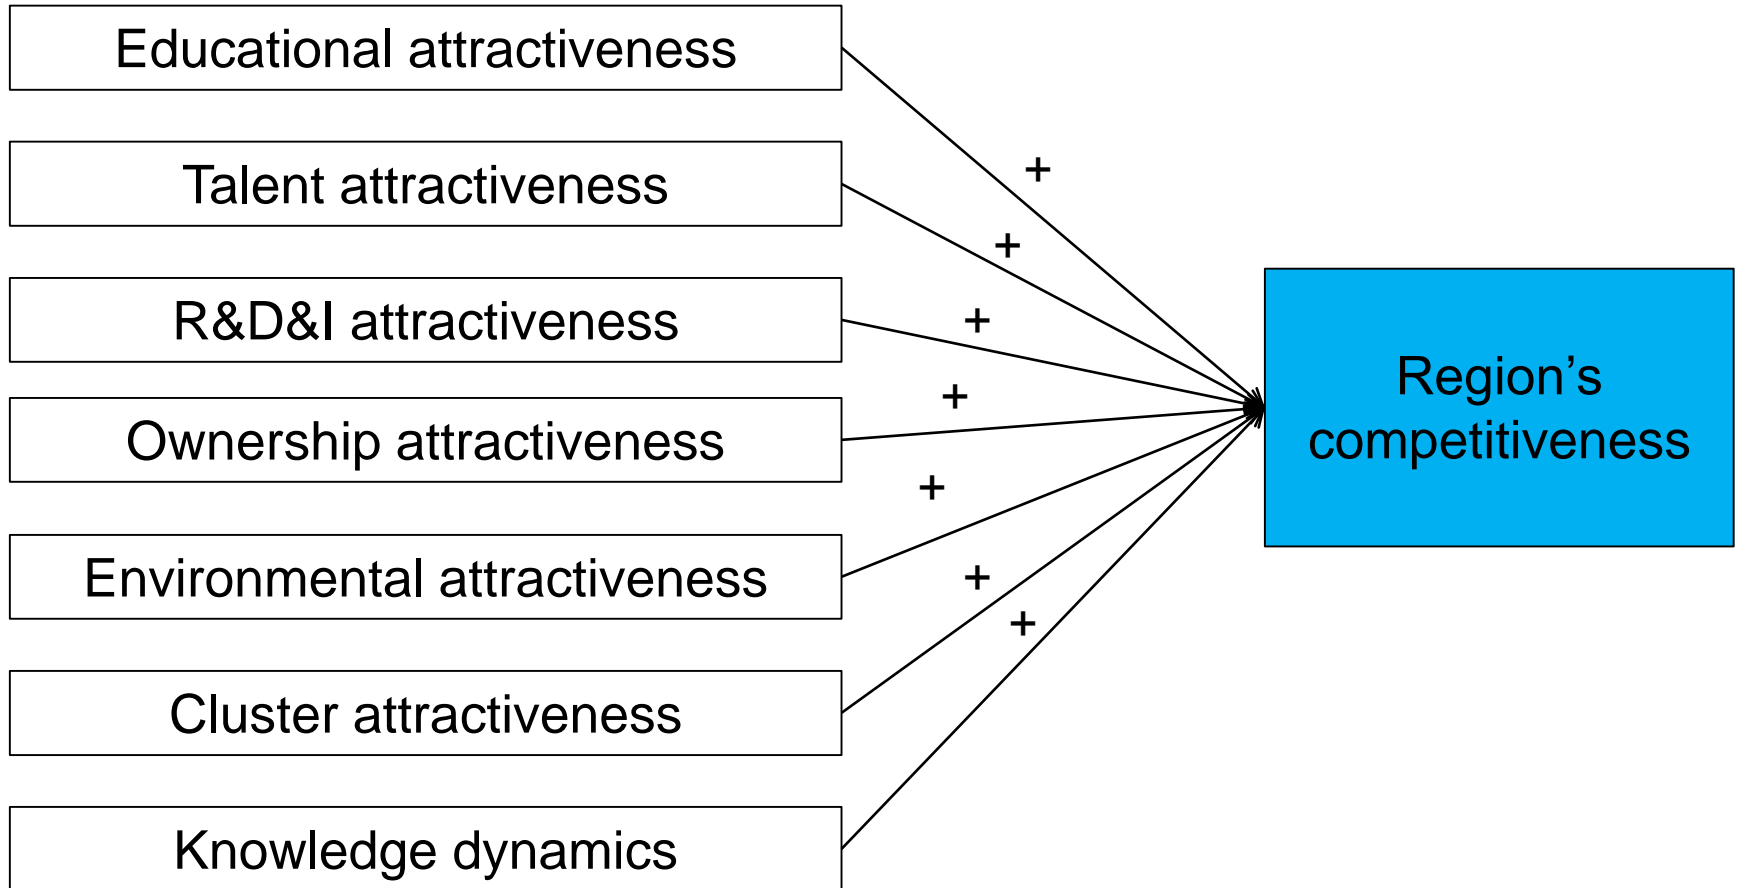 Educational attractiveness
+
Talent attractiveness
+
R&D&I attractiveness
+
Region’s
competitiveness
+
Ownership attractiveness
+
Environmental attractiveness
+
+
Cluster attractiveness
Knowledge dynamics